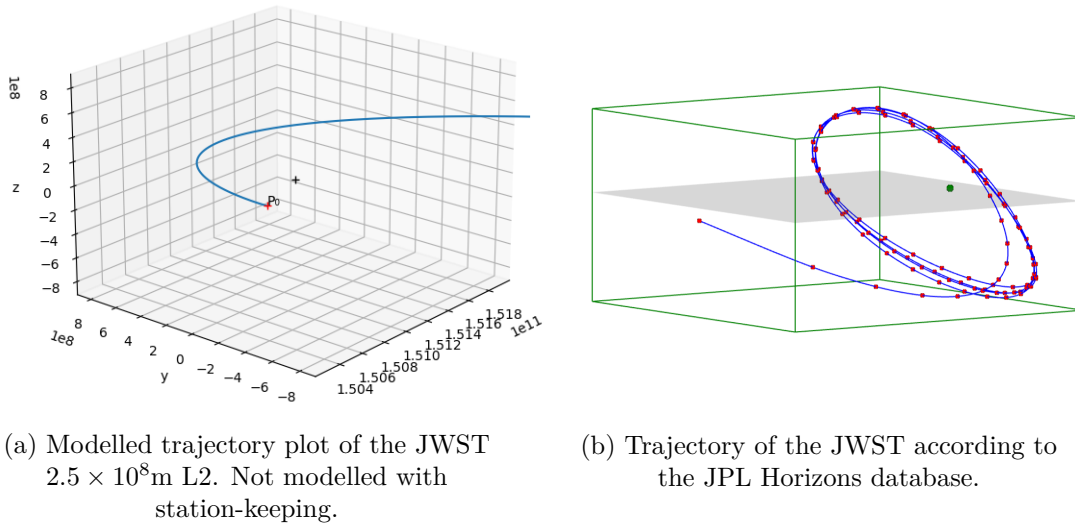 1e8
8
6
4
2
0
−2
−4
−6
−8
z
P₀
1e8
8
6
4
2
0
−2
−4
−6
−8
y
1.504
1.506
1.508
1.510
1.512
1.514
1.516
1.518
1e11
(a) Modelled trajectory plot of the JWST
2.5 × 10⁸m L2. Not modelled with
station-keeping.
(b) Trajectory of the JWST according to
the JPL Horizons database.